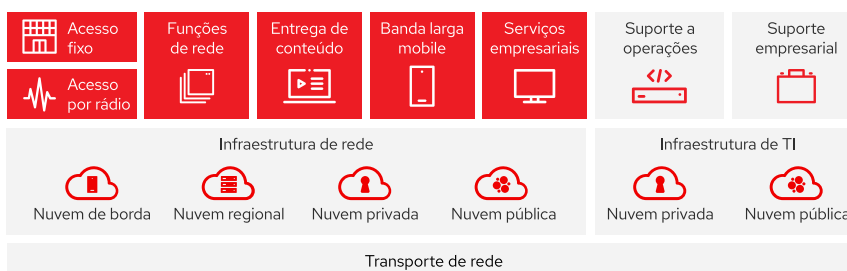 Acesso
fixo
Acesso
por rádio
Funções
de rede
Entrega de
conteúdo
Banda larga
mobile
Serviços
empresariais
Suporte a
operações
Suporte
empresarial
Infraestrutura de rede
Nuvem de borda
Nuvem regional
Nuvem privada
Nuvem pública
Infraestrutura de TI
Nuvem privada
Nuvem pública
Transporte de rede